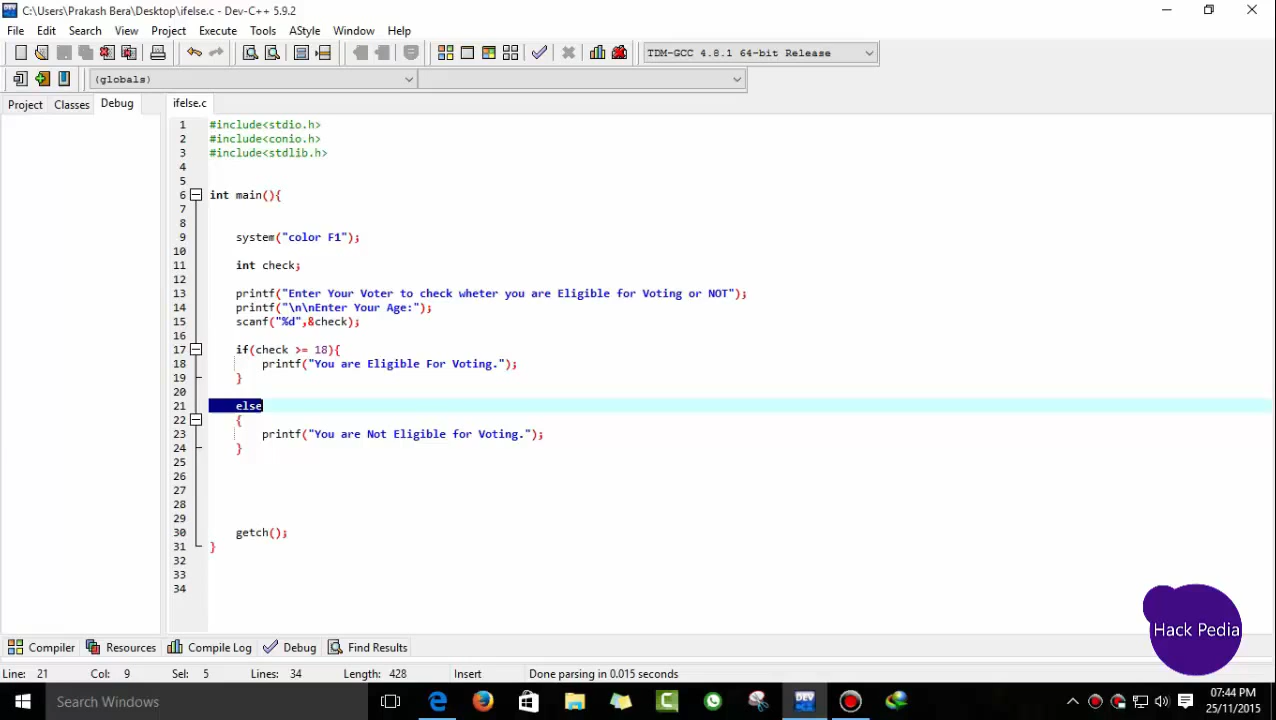 C:\Users\Prakash Bera\Desktop\ifelse.c - Dev-C++ 5.9.2
File Edit Search View Project Execute Tools AStyle Window Help
TDM-GCC 4.8.1 64-bit Release
(globals)
Project Classes Debug ifelse.c
1 #include<stdio.h>
2 #include<conio.h>
3 #include<stdlib.h>
4
5
6 int main(){
7
8
9 system("color F1");
10
11 int check;
12
13 printf("Enter Your Voter to check wheter you are Eligible for Voting or NOT");
14 printf("\n\nEnter Your Age:");
15 scanf("%d",&check);
16
17 if(check >= 18){
18 printf("You are Eligible For Voting.");
19 }
20
21 else
22 {
23 printf("You are Not Eligible for Voting.");
24 }
25
26
27
28
29
30 getch();
31 }
32
33
34
Hack Pedia
Compiler Resources Compile Log Debug Find Results
Line: 21 Col: 9 Sel: 5 Lines: 34 Length: 428 Insert Done parsing in 0.015 seconds
Search Windows
07:44 PM
25/11/2015